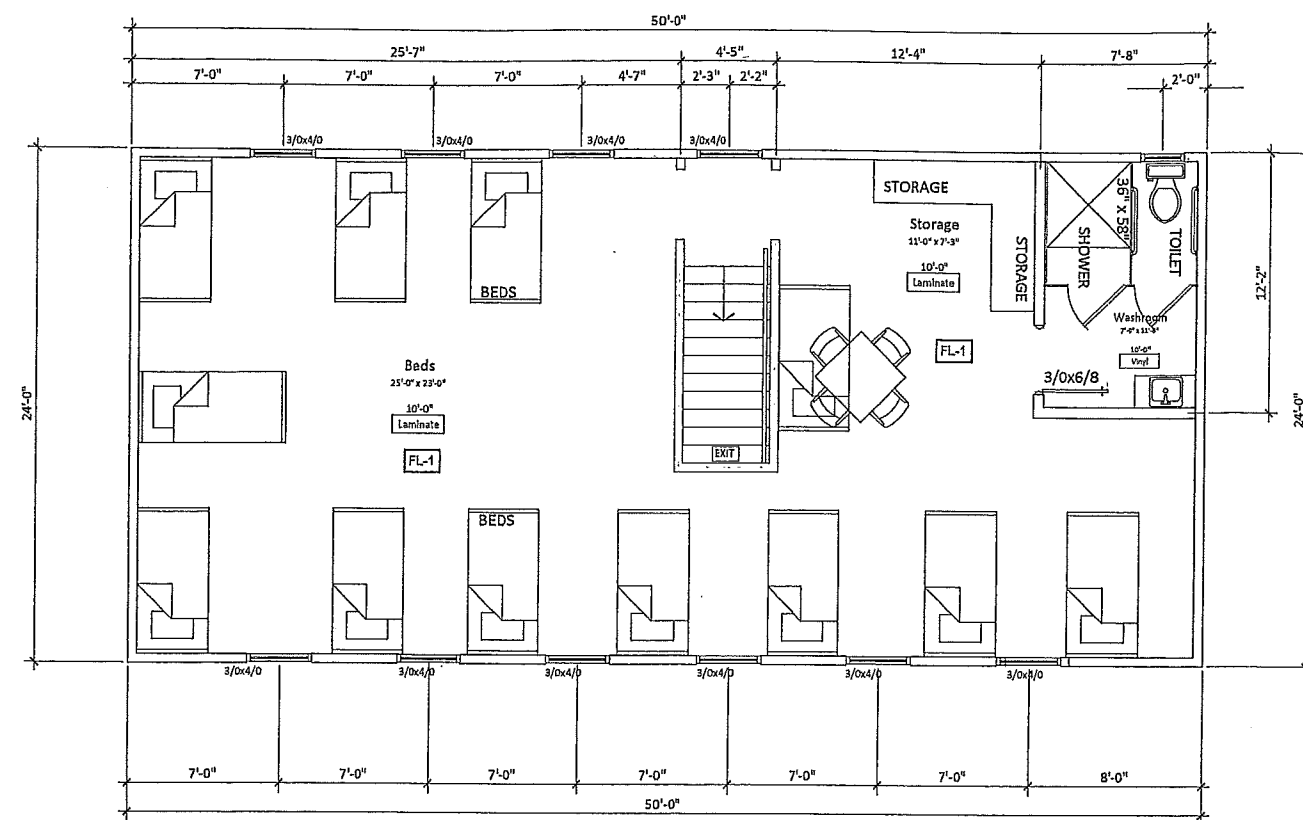 50'-0"
25'-7"
4'-5"
12'-4"
7'-8"
7'-0"
7'-0"
7'-0"
4'-7"
2'-3"
2'-2"
2'-0"
3/0x4/0
3/0x4/0
3/0x4/0
3/0x4/0
STORAGE
Storage
11'-0" x 7'-3"
10'-0"
Laminate
STORAGE
36" x 58"
SHOWER
TOILET
12'-2"
BEDS
Washroom
10'-0"
Vinyl
FL-1
3/0x6/8
Beds
25'-0" x 23'-0"
10'-0"
Laminate
FL-1
24'-0"
24'-0"
EXIT
BEDS
3/0x4/0
3/0x4/0
3/0x4/0
3/0x4/0
3/0x4/0
3/0x4/0
7'-0"
7'-0"
7'-0"
7'-0"
7'-0"
7'-0"
8'-0"
50'-0"